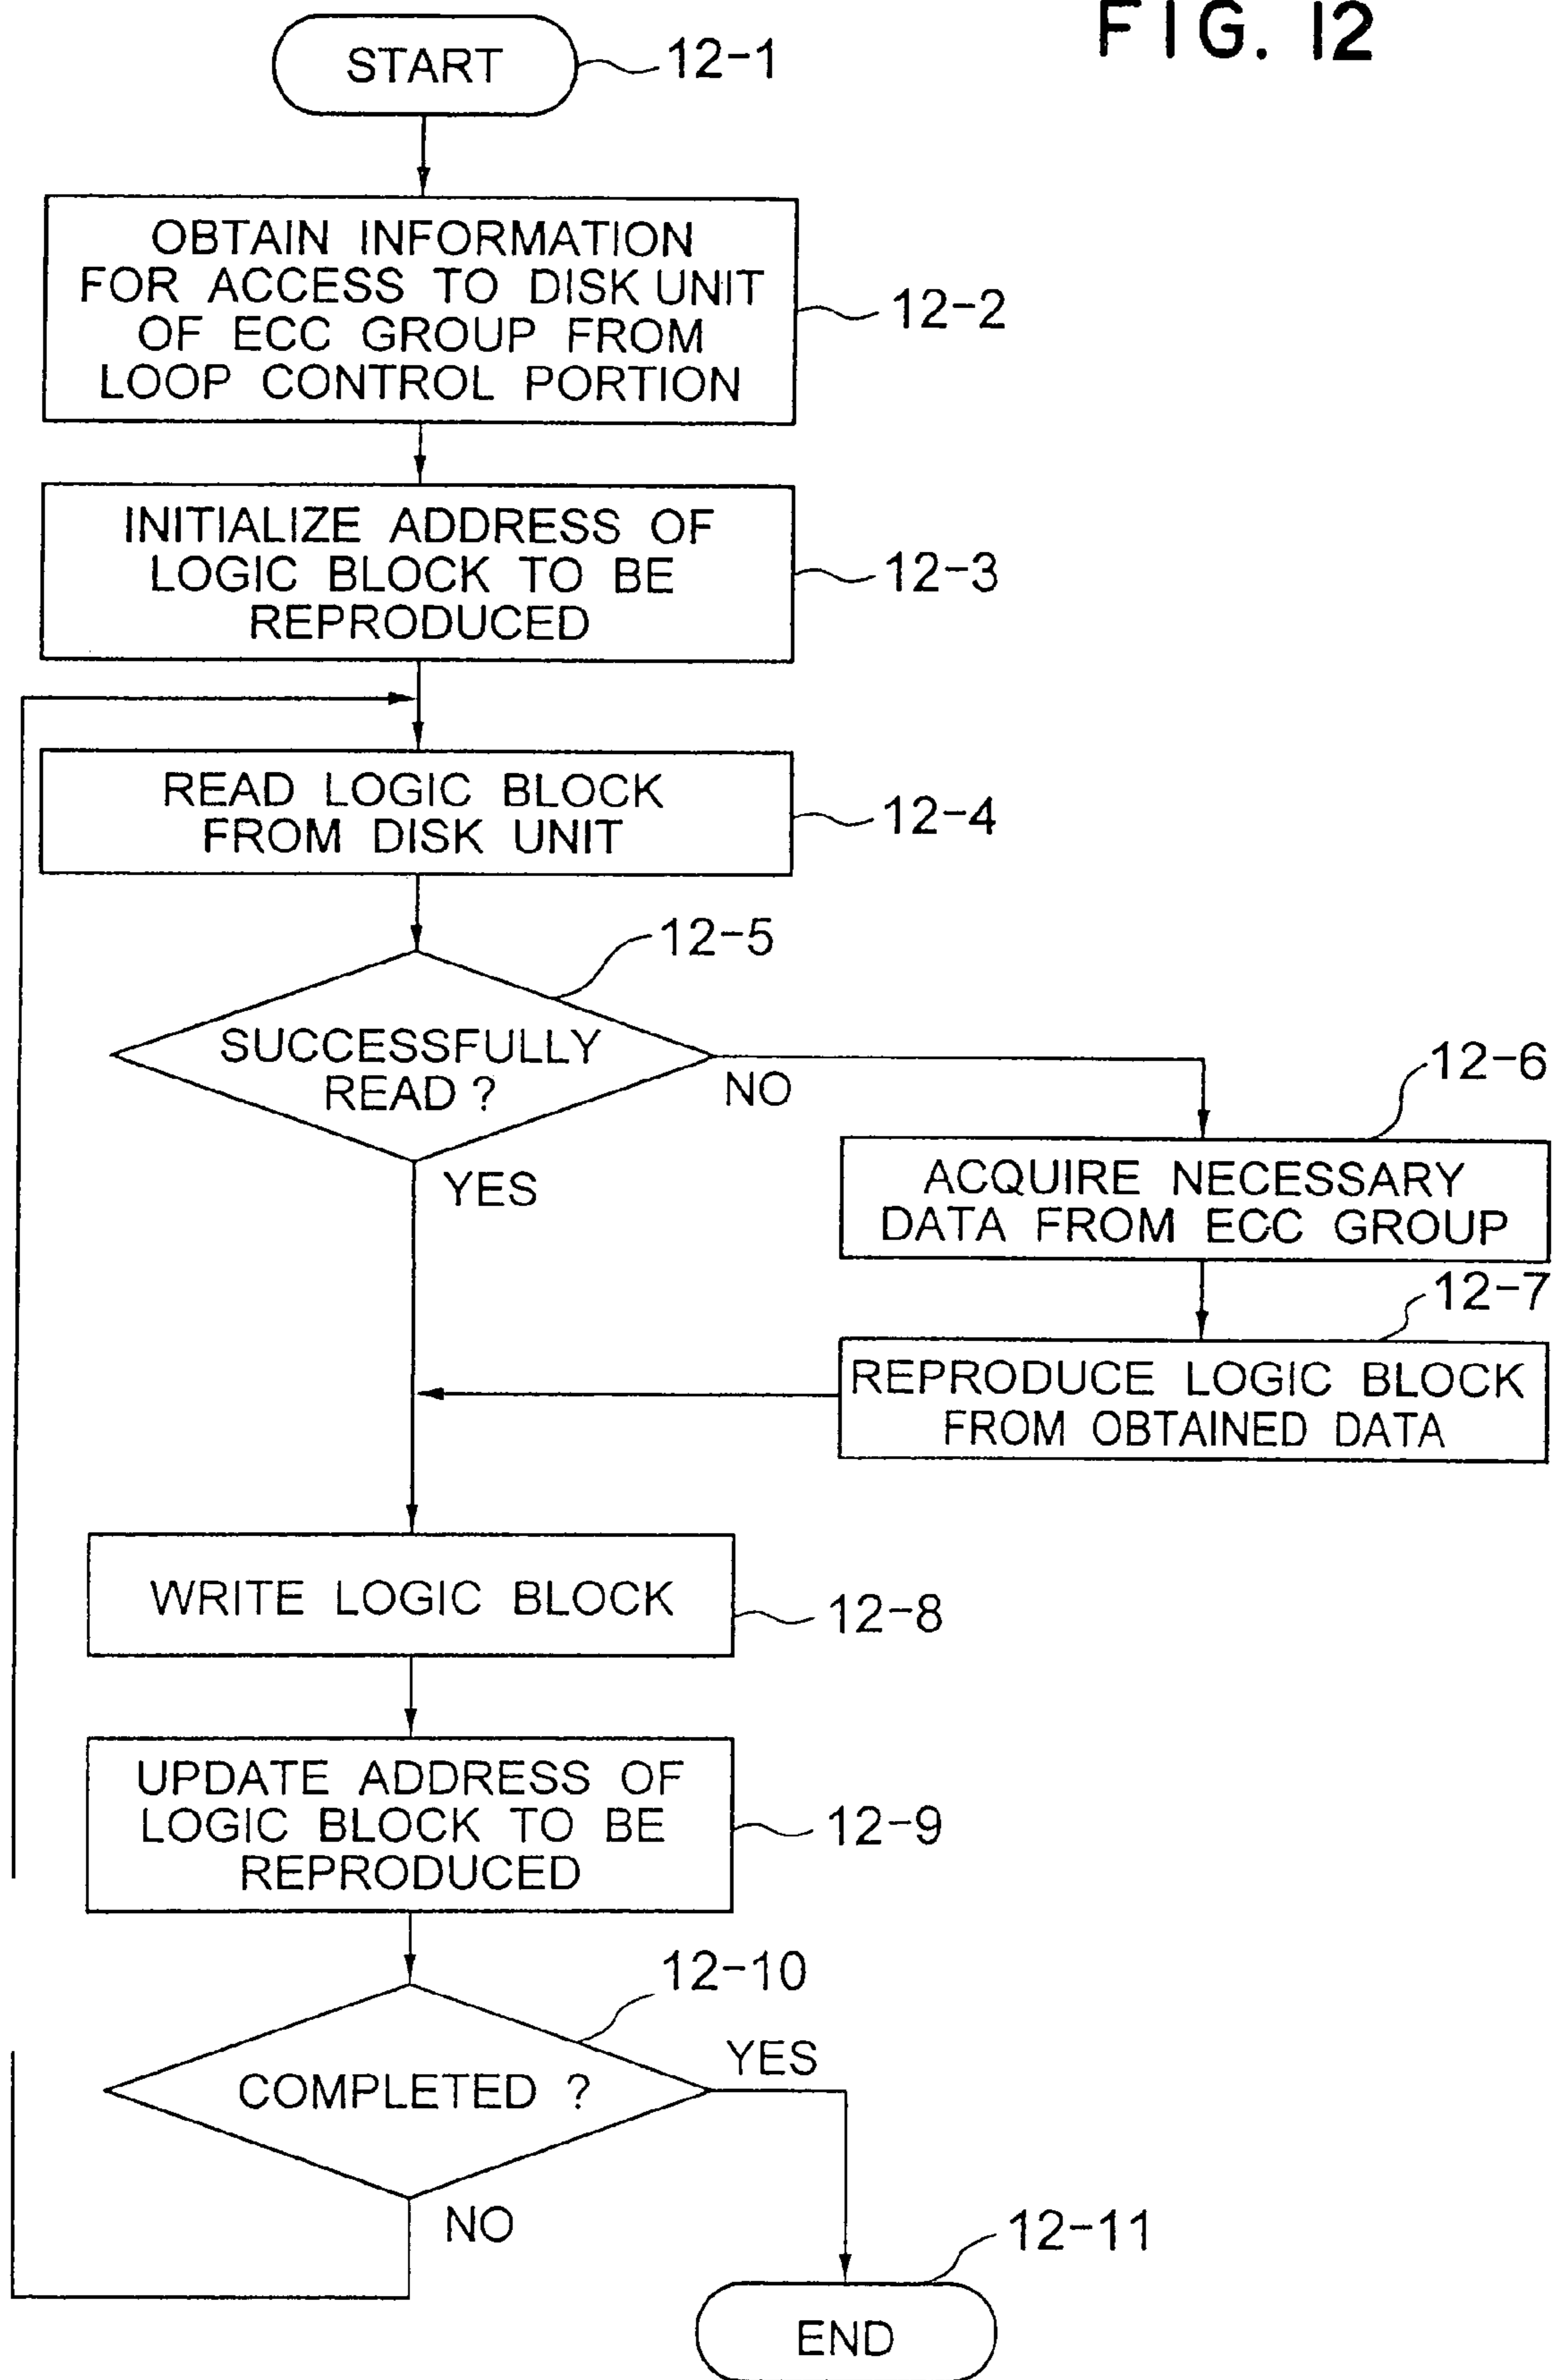 FIG. 12
START
12-1
OBTAIN INFORMATION
FOR ACCESS TO DISK UNIT
OF ECC GROUP FROM
LOOP CONTROL PORTION
12-2
INITIALIZE ADDRESS OF
LOGIC BLOCK TO BE
REPRODUCED
12-3
READ LOGIC BLOCK
FROM DISK UNIT
12-4
12-5
SUCCESSFULLY
READ ?
NO
YES
12-6
ACQUIRE NECESSARY
DATA FROM ECC GROUP
12-7
REPRODUCE LOGIC BLOCK
FROM OBTAINED DATA
WRITE LOGIC BLOCK
12-8
UPDATE ADDRESS OF
LOGIC BLOCK TO BE
REPRODUCED
12-9
12-10
COMPLETED ?
YES
NO
12-11
END